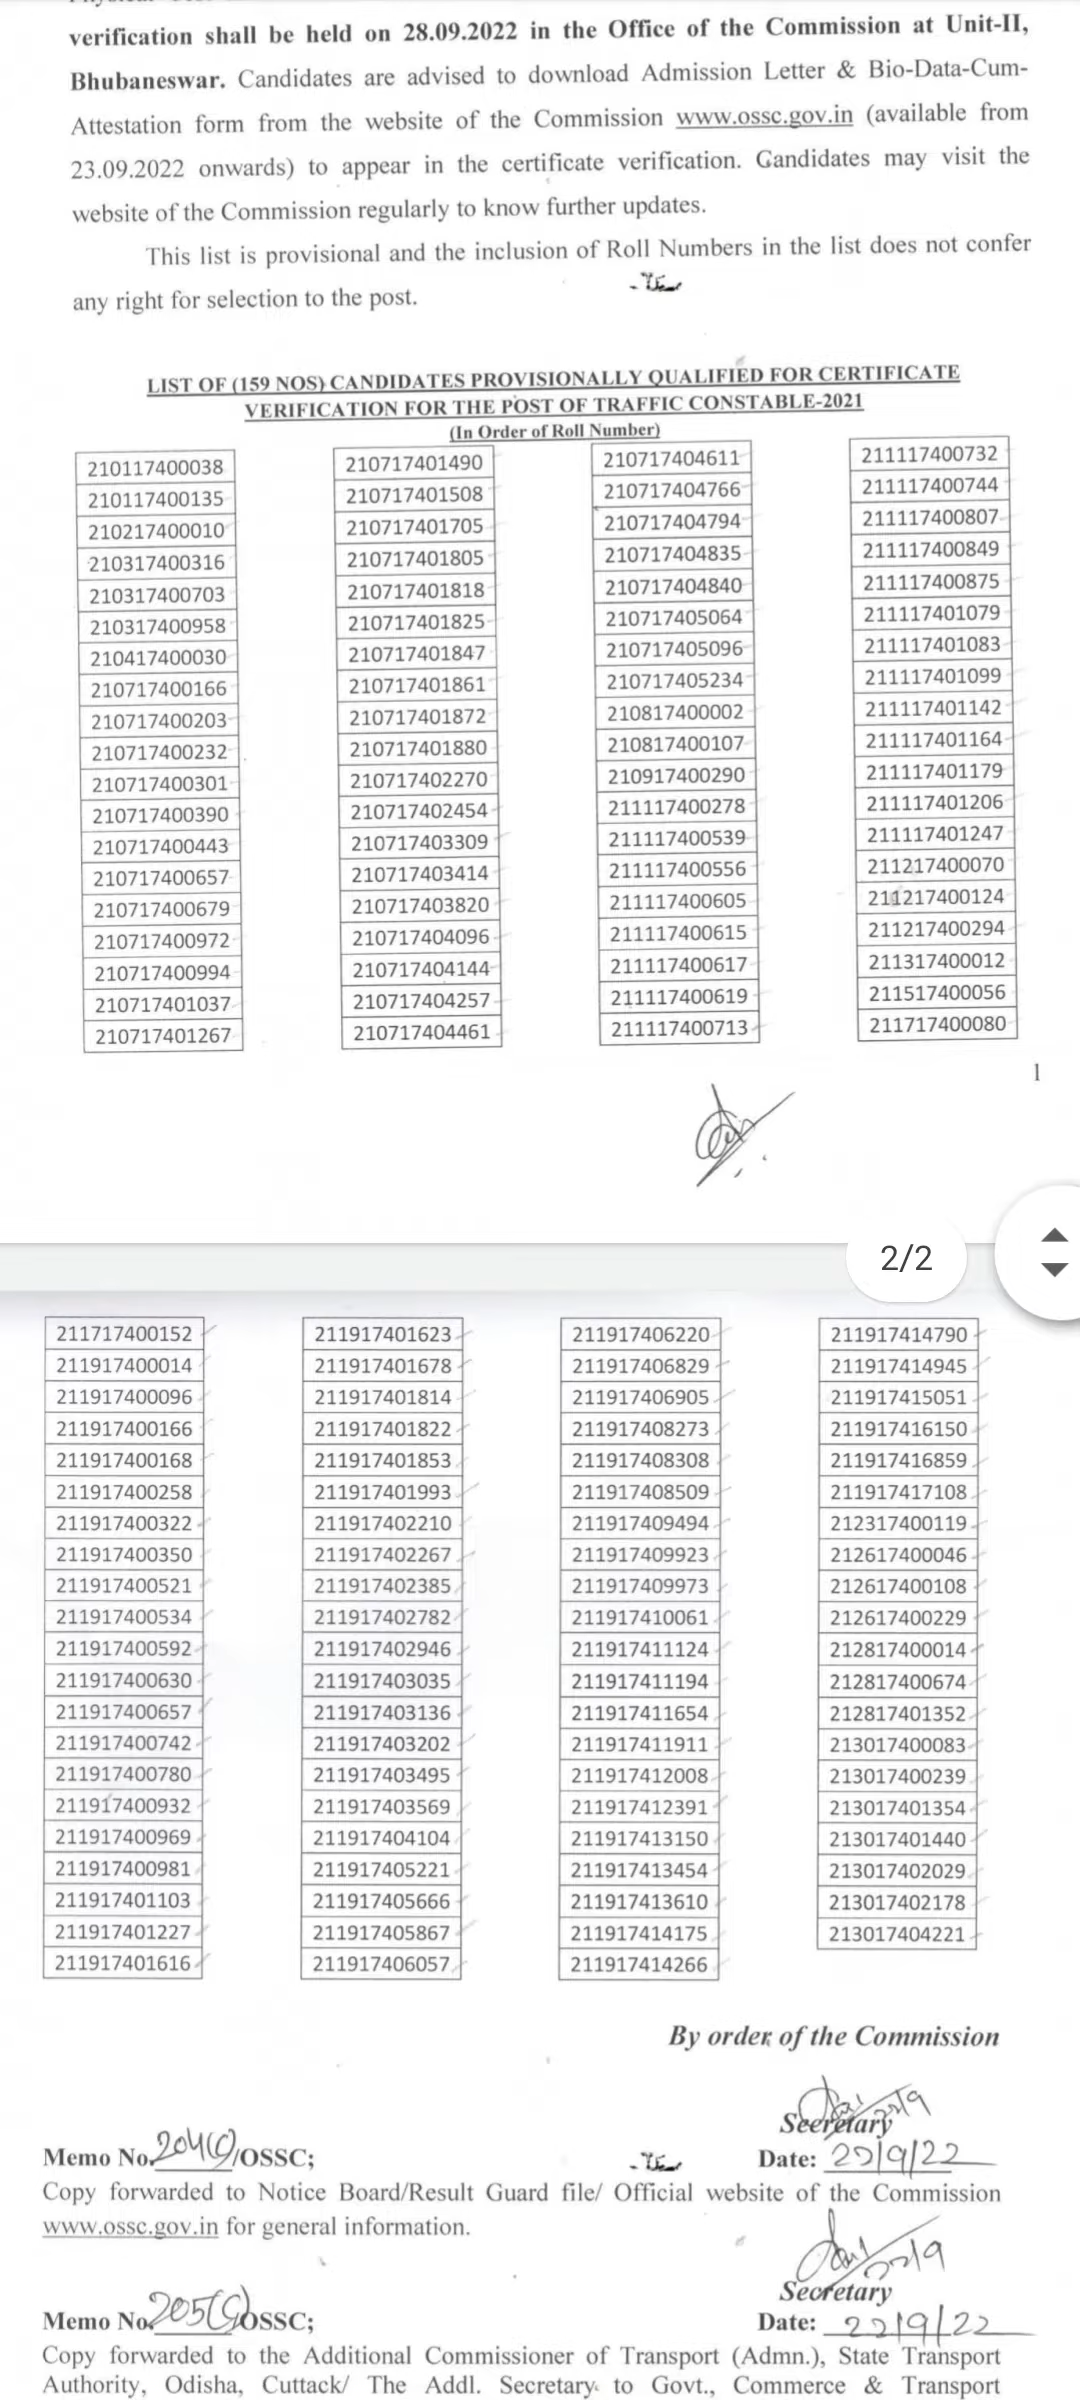 verification shall be held on 28.09.2022 in the Office of the Commission at Unit-II,
Bhubaneswar. Candidates are advised to download Admission Letter & Bio-Data-Cum-
Attestation form from the website of the Commission www.ossc.gov.in (available from
23.09.2022 onwards) to appear in the certificate verification. Candidates may visit the
website of the Commission regularly to know further updates.
This list is provisional and the inclusion of Roll Numbers in the list does not confer
any right for selection to the post.
LIST OF (159 NOS) CANDIDATES PROVISIONALLY QUALIFIED FOR CERTIFICATE
VERIFICATION FOR THE POST OF TRAFFIC CONSTABLE-2021
(In Order of Roll Number)
210117400038 210717401490 210717404611 211117400732
210117400135 210717401508 210717404766 211117400744
210217400010 210717401705 210717404794 211117400807
210317400316 210717401805 210717404835 211117400849
210317400703 210717401818 210717404840 211117400875
210317400958 210717401825 210717405064 211117401079
210417400030 210717401847 210717405096 211117401083
210717400166 210717401861 210717405234 211117401099
210717400203 210717401872 210817400002 211117401142
210717400232 210717401880 210817400107 211117401164
210717400301 210717402270 210917400290 211117401179
210717400390 210717402454 211117400278 211117401206
210717400443 210717403309 211117400539 211117401247
210717400657 210717403414 211117400556 211217400070
210717400679 210717403820 211117400605 211217400124
210717400972 210717404096 211117400615 211217400294
210717400994 210717404144 211117400617 211317400012
210717401037 210717404257 211117400619 211517400056
210717401267 210717404461 211117400713 211717400080
1
2/2
211717400152 211917401623 211917406220 211917414790
211917400014 211917401678 211917406829 211917414945
211917400096 211917401814 211917406905 211917415051
211917400166 211917401822 211917408273 211917416150
211917400168 211917401853 211917408308 211917416859
211917400258 211917401993 211917408509 211917417108
211917400322 211917402210 211917409494 212317400119
211917400350 211917402267 211917409923 212617400046
211917400521 211917402385 211917409973 212617400108
211917400534 211917402782 211917410061 212617400229
211917400592 211917402946 211917411124 212817400014
211917400630 211917403035 211917411194 212817400674
211917400657 211917403136 211917411654 212817401352
211917400742 211917403202 211917411911 213017400083
211917400780 211917403495 211917412008 213017400239
211917400932 211917403569 211917412391 213017401354
211917400969 211917404104 211917413150 213017401440
211917400981 211917405221 211917413454 213017402029
211917401103 211917405666 211917413610 213017402178
211917401227 211917405867 211917414175 213017404221
211917401616 211917406057 211917414266
By order of the Commission
Secretary
Memo No. 204(C)/OSSC; Date: 22/9/22
Copy forwarded to Notice Board/Result Guard file/ Official website of the Commission
www.ossc.gov.in for general information.
Secretary
Memo No. 205(C)/OSSC; Date: 22/9/22
Copy forwarded to the Additional Commissioner of Transport (Admn.), State Transport
Authority, Odisha, Cuttack/ The Addl. Secretary to Govt., Commerce & Transport